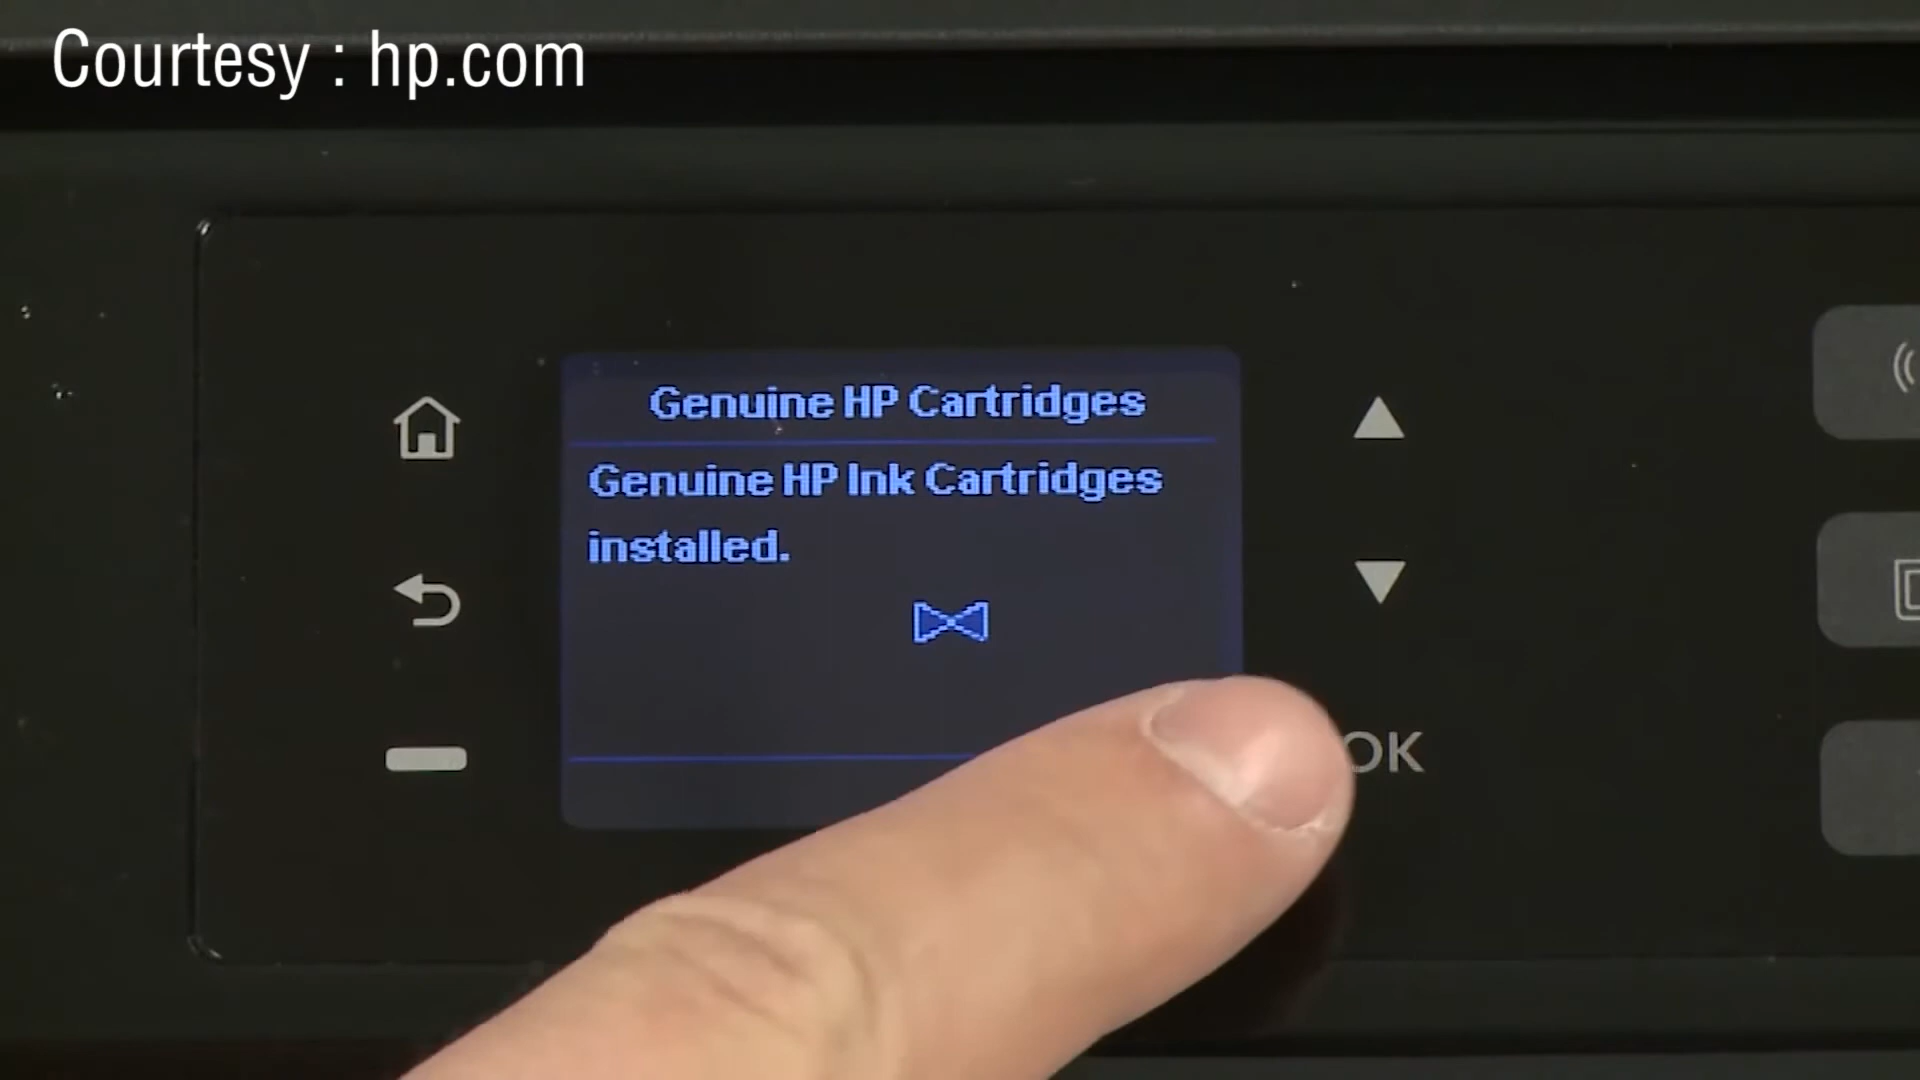 Courtesy : hp.com
Genuine HP Cartridges
Genuine HP Ink Cartridges
installed.
OK